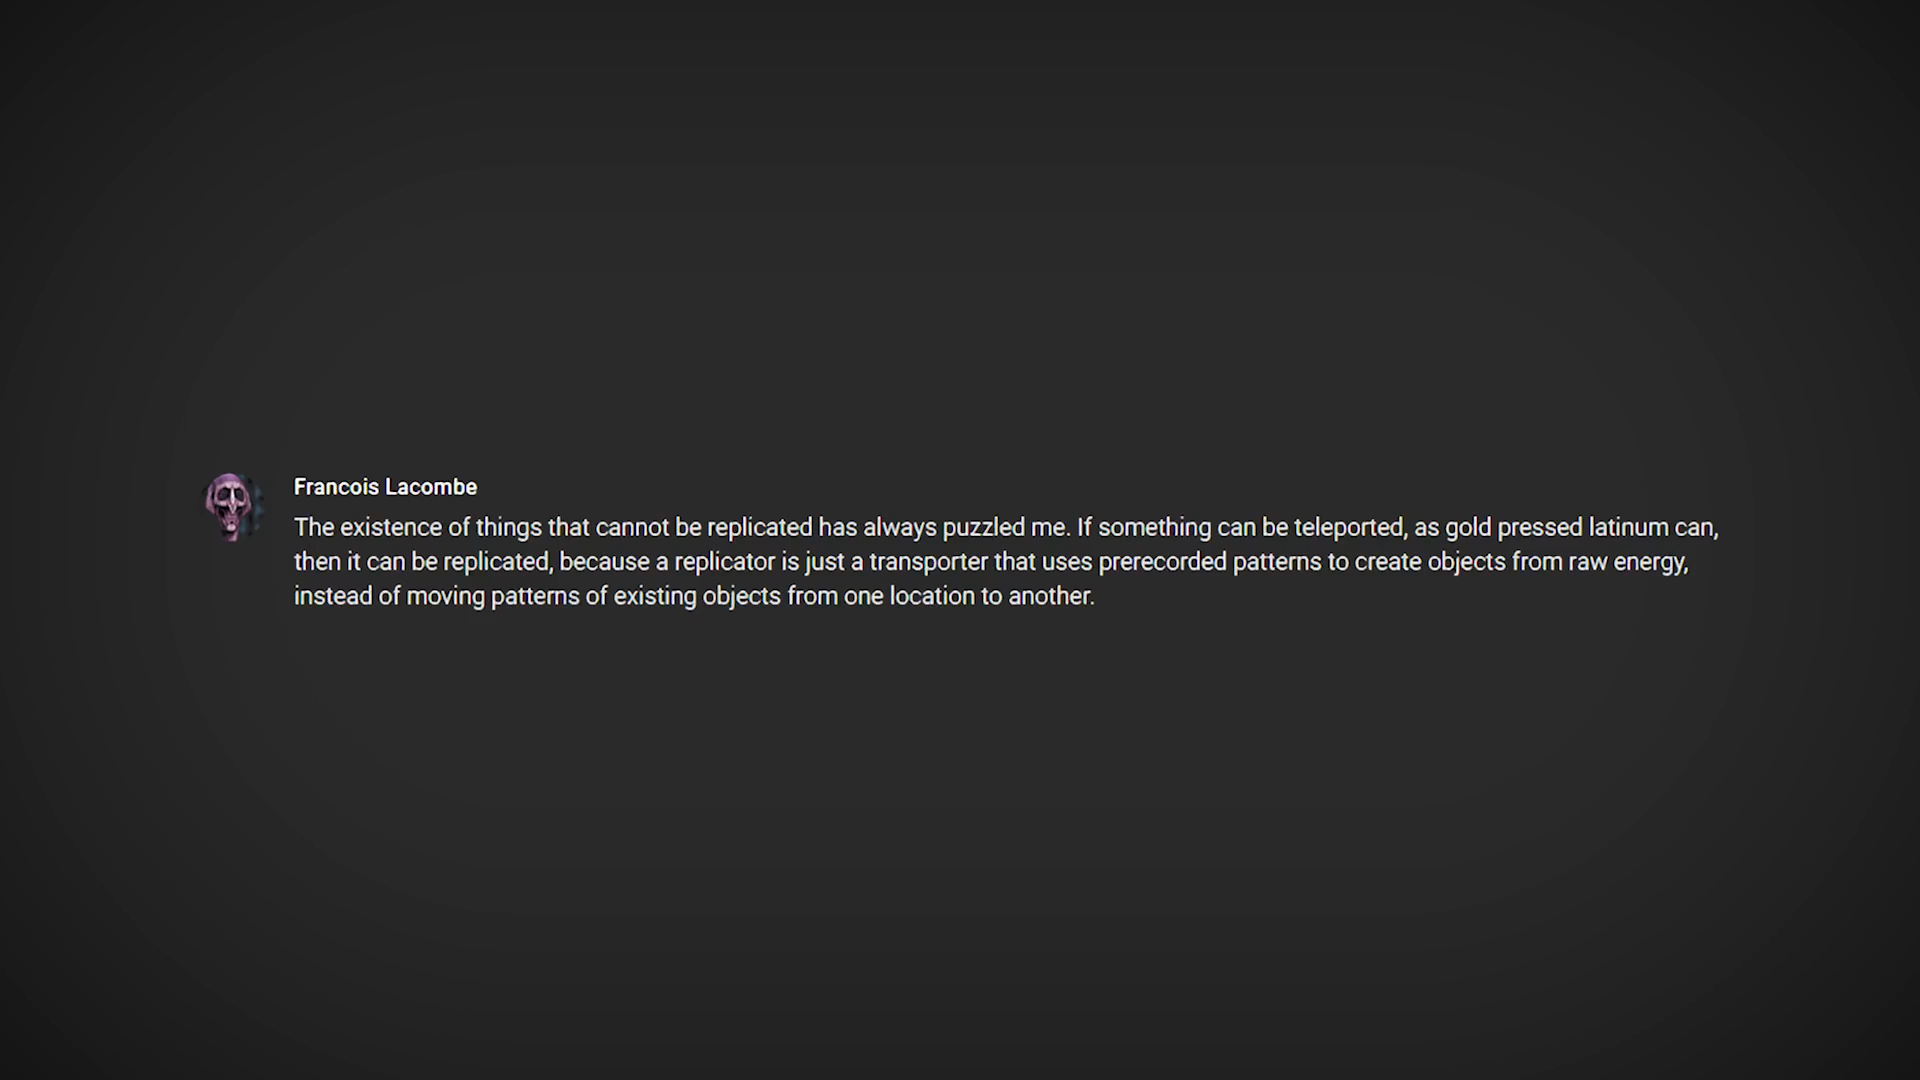 Francois Lacombe
The existence of things that cannot be replicated has always puzzled me. If something can be teleported, as gold pressed latinum can,
then it can be replicated, because a replicator is just a transporter that uses prerecorded patterns to create objects from raw energy,
instead of moving patterns of existing objects from one location to another.